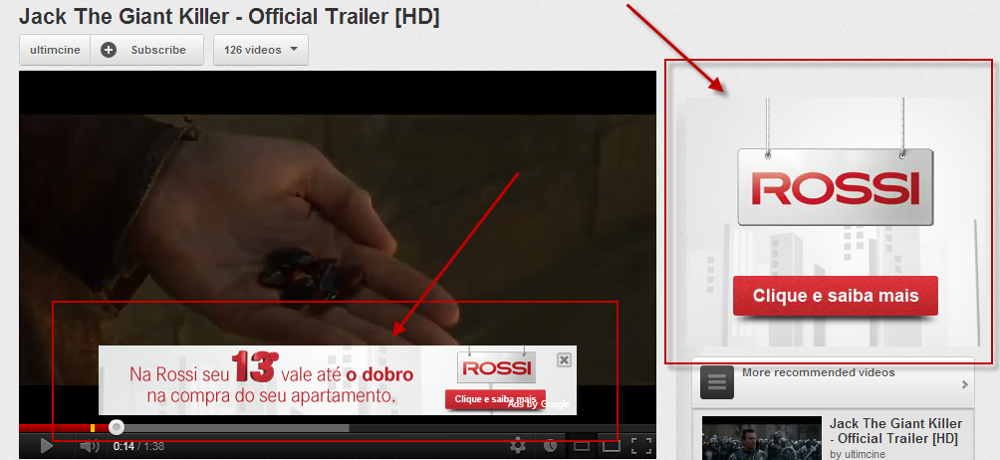 Jack The Giant Killer - Official Trailer [HD]
ultimcine
Subscribe
126 videos
Na Rossi seu 13º vale até o dobro
na compra do seu apartamento.
ROSSI
Clique e saiba mais
Ads by Google
0:14 / 1:38
ROSSI
Clique e saiba mais
More recommended videos
Jack The Giant Killer
- Official Trailer [HD]
by ultimcine